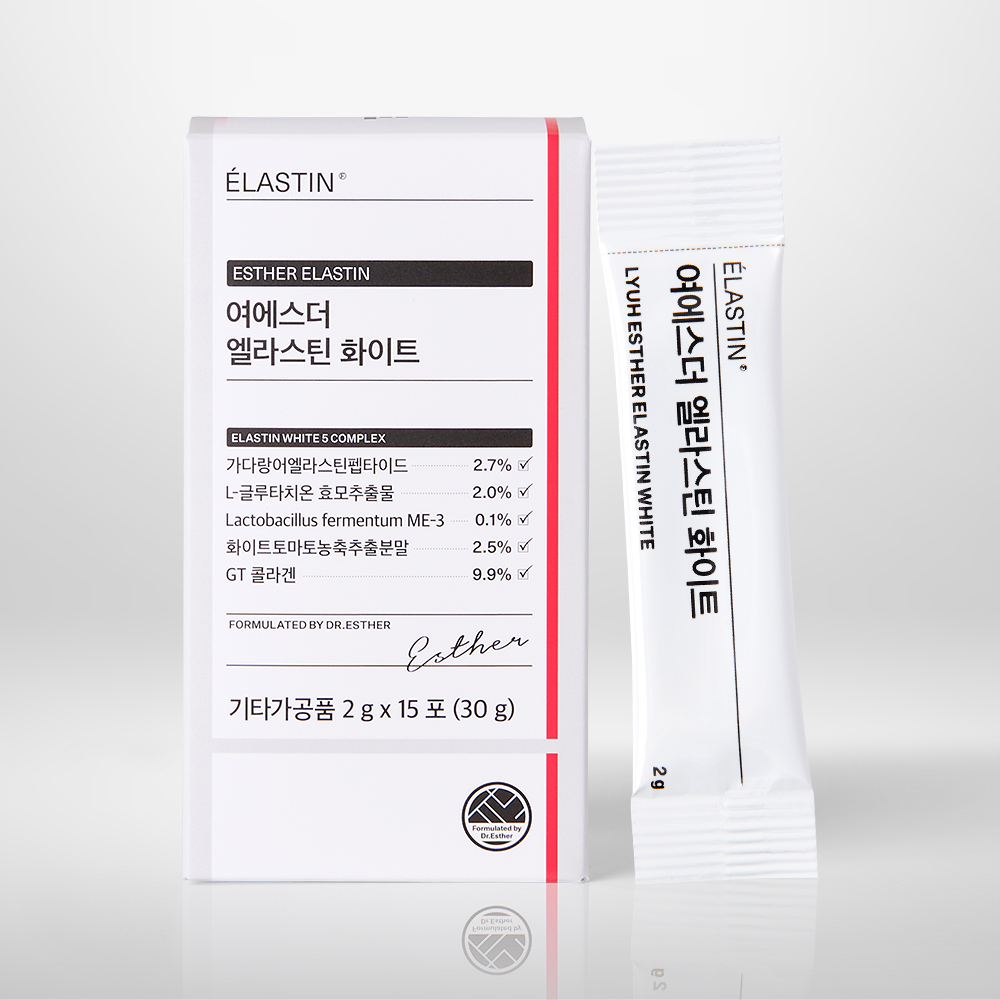 ÉLASTIN®
ESTHER ELASTIN
여에스더
엘라스틴 화이트
ELASTIN WHITE 5 COMPLEX
가다랑어엘라스틴펩타이드 2.7%
L-글루타치온 효모추출물 2.0%
Lactobacillus fermentum ME-3 0.1%
화이트토마토농축추출분말 2.5%
GT 콜라겐 9.9%
FORMULATED BY DR.ESTHER
Esther
기타가공품 2 g x 15 포 (30 g)
Formulated by
Dr.Esther
ÉLASTIN®
여에스더 엘라스틴 화이트
LYUH ESTHER ELASTIN WHITE
2 g